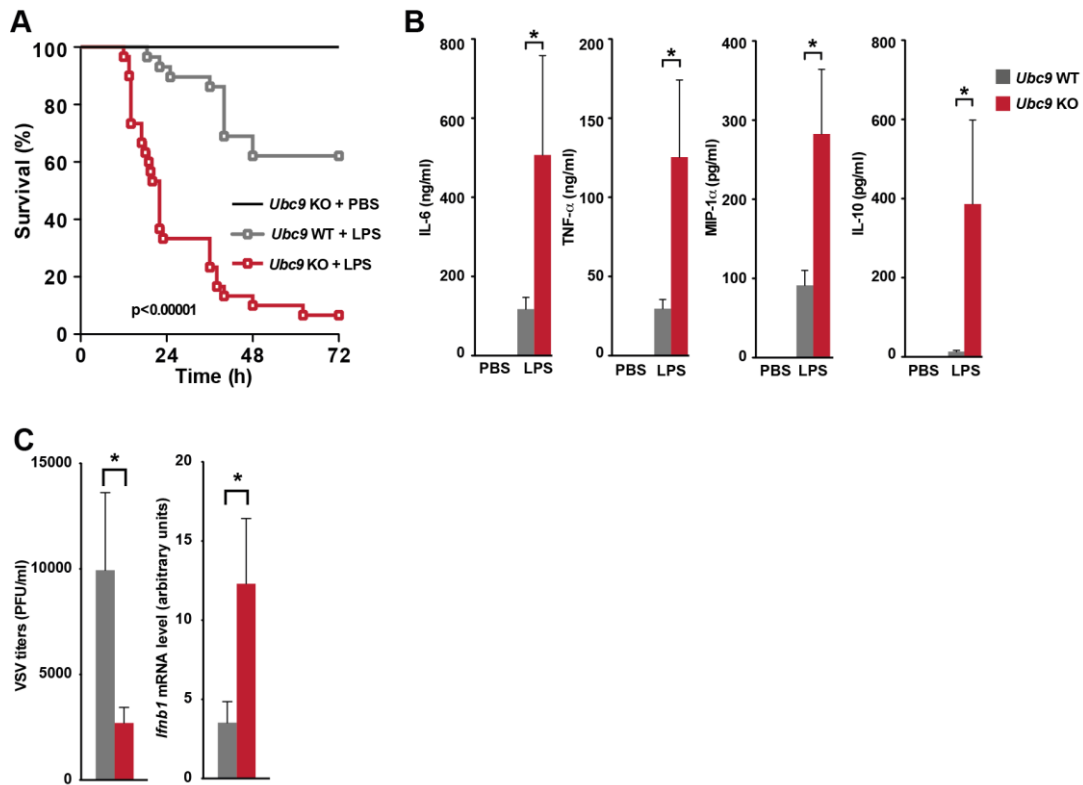 A
Survival (%)
100
80
60
40
20
0
0 24 48 72
Time (h)
Ubc9 KO + PBS
Ubc9 WT + LPS
Ubc9 KO + LPS
p<0.00001
B
IL-6 (ng/ml)
800
600
400
200
0
*
PBS LPS
TNF-α (ng/ml)
200
150
100
50
0
*
PBS LPS
MIP-1α (pg/ml)
400
300
200
100
0
*
PBS LPS
IL-10 (pg/ml)
800
600
400
200
0
*
PBS LPS
Ubc9 WT
Ubc9 KO
C
VSV titers (PFU/ml)
15000
10000
5000
0
*
Ifnb1 mRNA level (arbitrary units)
20
15
10
5
0
*